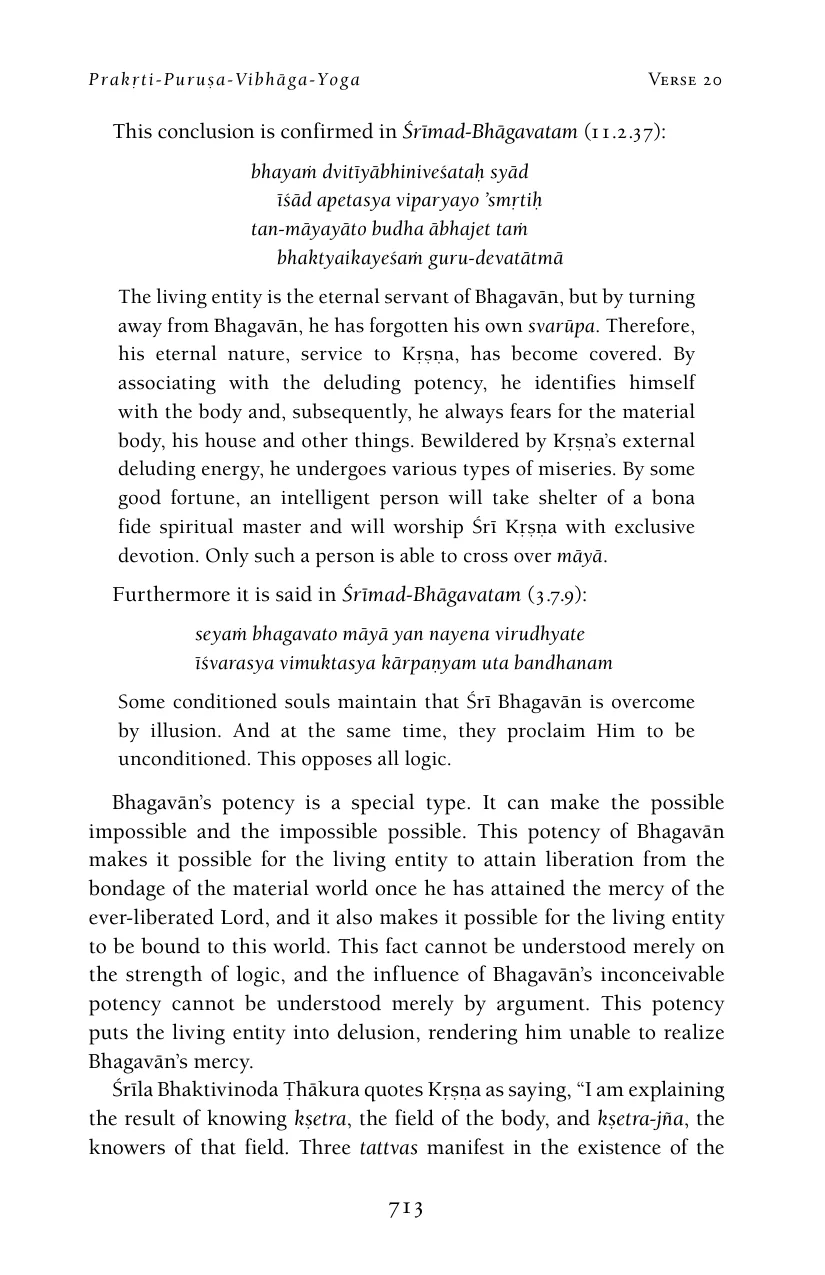 Prakṛti-Puruṣa-Vibhāga-Yoga Verse 20
This conclusion is confirmed in Śrīmad-Bhāgavatam (11.2.37):
bhayaṁ dvitīyābhiniveśataḥ syād
īśād apetasya viparyayo ’smṛtiḥ
tan-māyayāto budha ābhajet taṁ
bhaktyaikayeśaṁ guru-devatātmā
The living entity is the eternal servant of Bhagavān, but by turning
away from Bhagavān, he has forgotten his own svarūpa. Therefore,
his eternal nature, service to Kṛṣṇa, has become covered. By
associating with the deluding potency, he identifies himself
with the body and, subsequently, he always fears for the material
body, his house and other things. Bewildered by Kṛṣṇa’s external
deluding energy, he undergoes various types of miseries. By some
good fortune, an intelligent person will take shelter of a bona
fide spiritual master and will worship Śrī Kṛṣṇa with exclusive
devotion. Only such a person is able to cross over māyā.
Furthermore it is said in Śrīmad-Bhāgavatam (3.7.9):
seyaṁ bhagavato māyā yan nayena virudhyate
īśvarasya vimuktasya kārpaṇyam uta bandhanam
Some conditioned souls maintain that Śrī Bhagavān is overcome
by illusion. And at the same time, they proclaim Him to be
unconditioned. This opposes all logic.
Bhagavān’s potency is a special type. It can make the possible
impossible and the impossible possible. This potency of Bhagavān
makes it possible for the living entity to attain liberation from the
bondage of the material world once he has attained the mercy of the
ever-liberated Lord, and it also makes it possible for the living entity
to be bound to this world. This fact cannot be understood merely on
the strength of logic, and the influence of Bhagavān’s inconceivable
potency cannot be understood merely by argument. This potency
puts the living entity into delusion, rendering him unable to realize
Bhagavān’s mercy.
Śrīla Bhaktivinoda Ṭhākura quotes Kṛṣṇa as saying, “I am explaining
the result of knowing kṣetra, the field of the body, and kṣetra-jña, the
knowers of that field. Three tattvas manifest in the existence of the
713